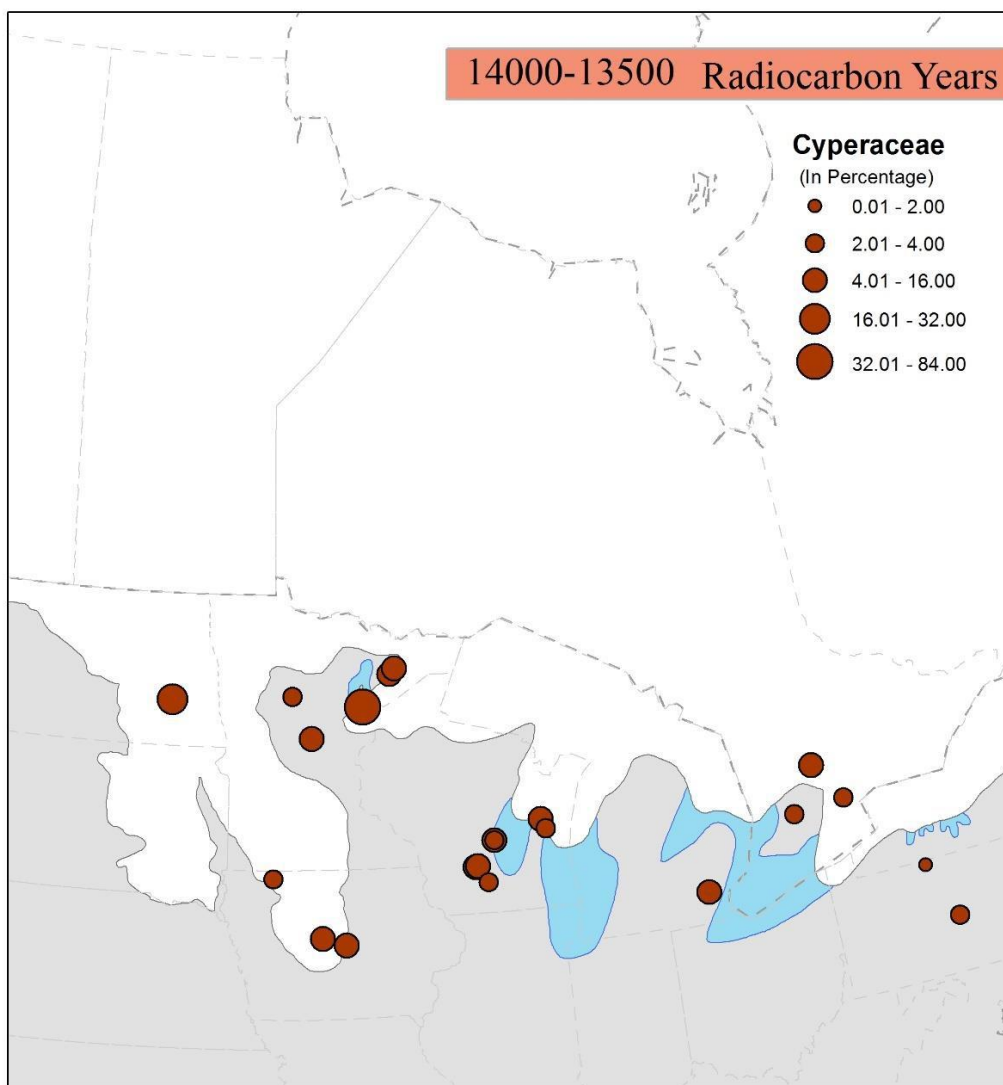 14000-13500 Radiocarbon Years
Cyperaceae
(In Percentage)
0.01 - 2.00
2.01 - 4.00
4.01 - 16.00
16.01 - 32.00
32.01 - 84.00